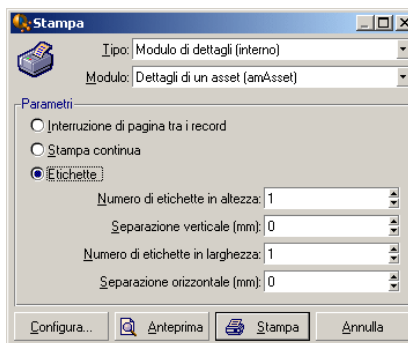 Stampa
Tipo: Modulo di dettagli (interno)
Modulo: Dettagli di un asset (amAsset)
Parametri
Interruzione di pagina tra i record
Stampa continua
Etichette
Numero di etichette in altezza: 1
Separazione verticale (mm): 0
Numero di etichette in larghezza: 1
Separazione orizzontale (mm): 0
Configura... Anteprima Stampa Annulla